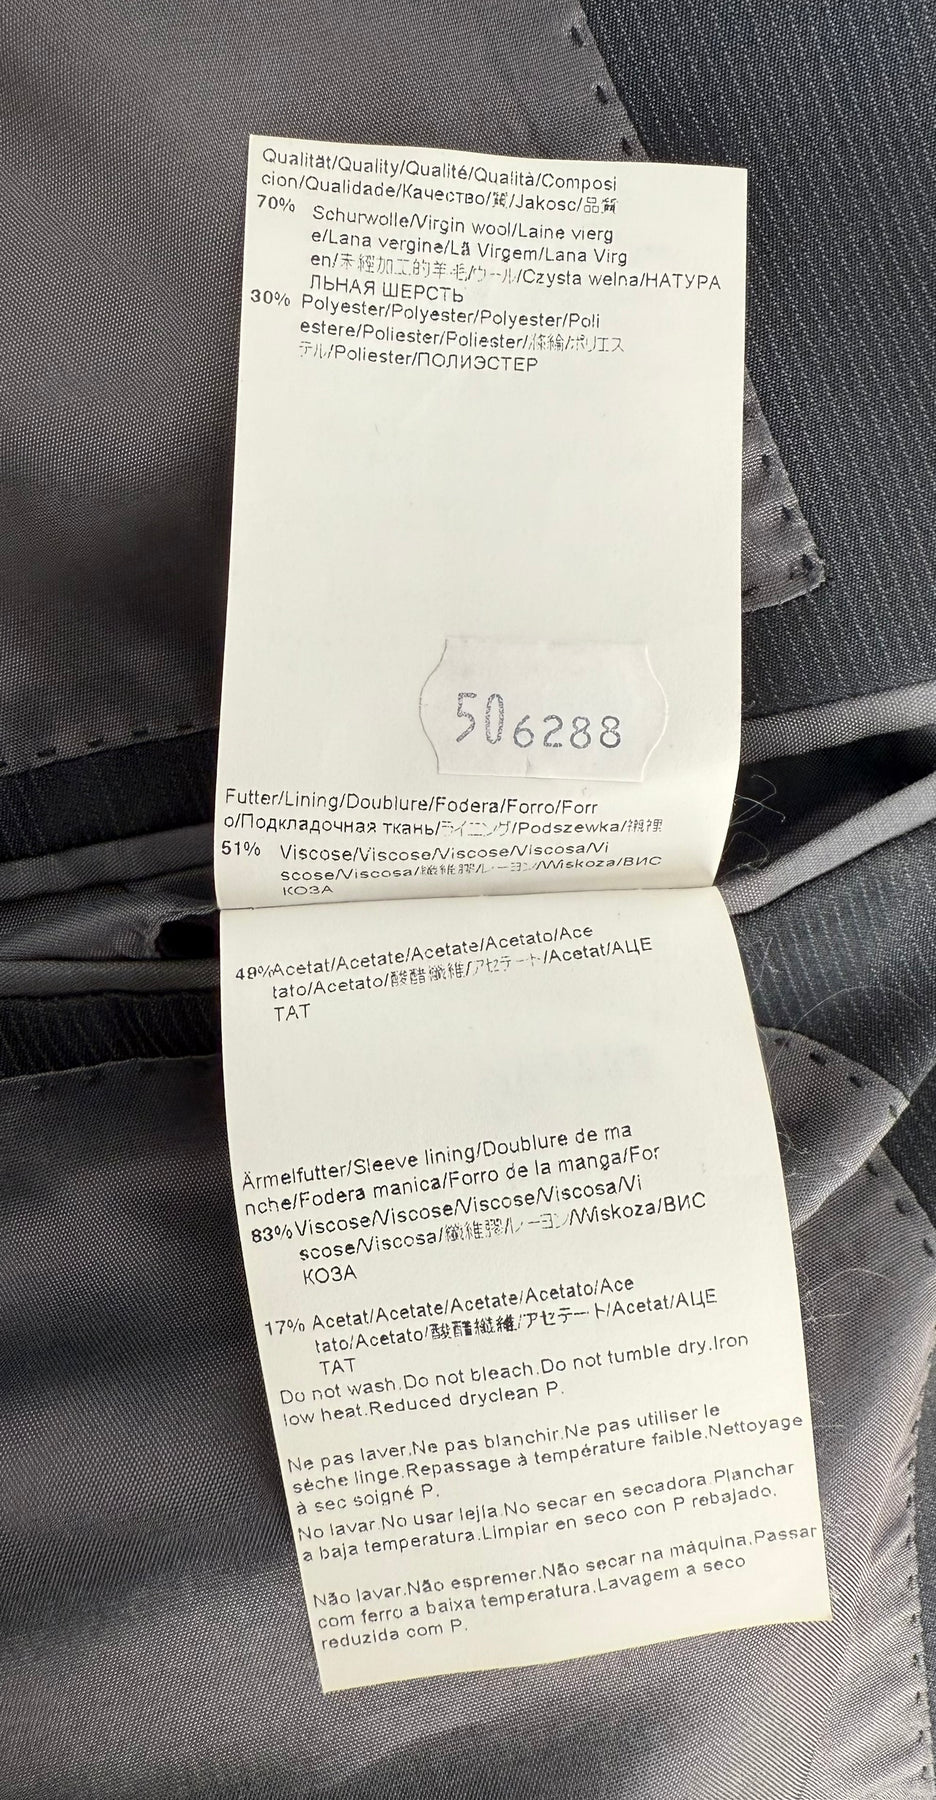 Qualität/Quality/Qualité/Qualità/Composi
cion/Qualidade/Качество/質/Jakosc/品質
70% Schurwolle/Virgin wool/Laine vierg
e/Lana vergine/Lã Virgem/Lana Virg
en/未經加工的羊毛/ウール/Czysta welna/НАТУРА
ЛЬНАЯ ШЕРСТЬ
30% Polyester/Polyester/Polyester/Poli
estere/Poliester/Poliester/滌綸/ポリエス
テル/Poliester/ПОЛИЭСТЕР
506288
Futter/Lining/Doublure/Fodera/Forro/Forr
o/Подкладочная ткань/ライニング/Podszewka/襯裡
51% Viscose/Viscose/Viscose/Viscosa/Vi
scose/Viscosa/纖維膠/レーヨン/Wiskoza/ВИС
КОЗА
49%Acetat/Acetate/Acetate/Acetato/Ace
tato/Acetato/酸醋纖維/アセテート/Acetat/АЦЕ
ТАТ
Ärmelfutter/Sleeve lining/Doublure de ma
nche/Fodera manica/Forro de la manga/For
83%Viscose/Viscose/Viscose/Viscosa/Vi
scose/Viscosa/纖維膠/レーヨン/Wiskoza/ВИС
КОЗА
17% Acetat/Acetate/Acetate/Acetato/Ace
tato/Acetato/酸醋纖維/アセテート/Acetat/АЦЕ
ТАТ
Do not wash.Do not bleach.Do not tumble dry.Iron
low heat.Reduced dryclean P.
Ne pas laver.Ne pas blanchir.Ne pas utiliser le
sèche linge.Repassage à température faible.Nettoyage
à sec soigné P.
No lavar.No usar lejIa.No secar en secadora.Planchar
a baja temperatura.Limpiar en seco con P rebajado.
Não lavar.Não espremer.Não secar na máquina.Passar
com ferro a baixa temperatura.Lavagem a seco
reduzida com P.